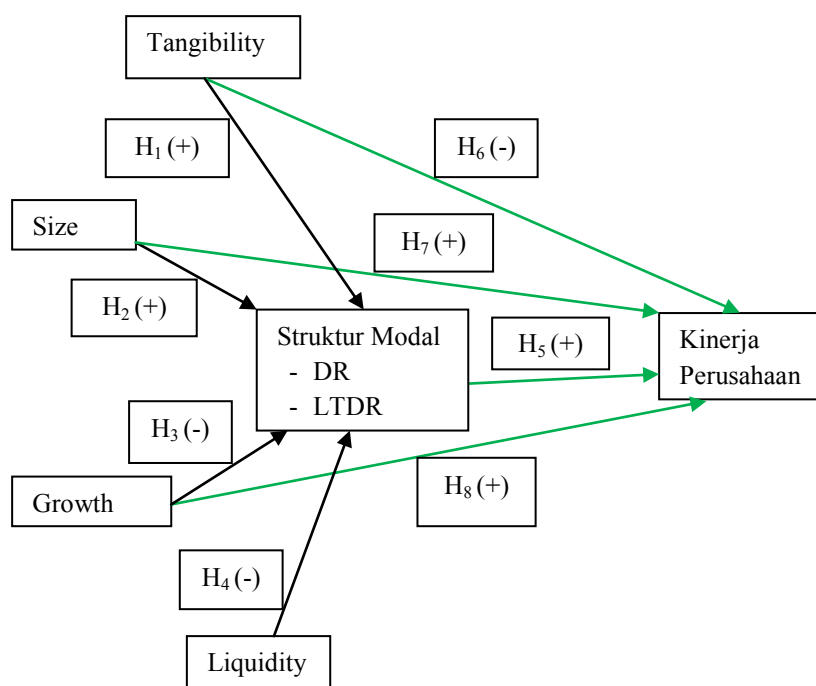 Tangibility
H₁ (+)
H₆ (-)
Size
H₇ (+)
H₂ (+)
Struktur Modal
- DR
- LTDR
H₅ (+)
Kinerja
Perusahaan
H₃ (-)
Growth
H₈ (+)
H₄ (-)
Liquidity